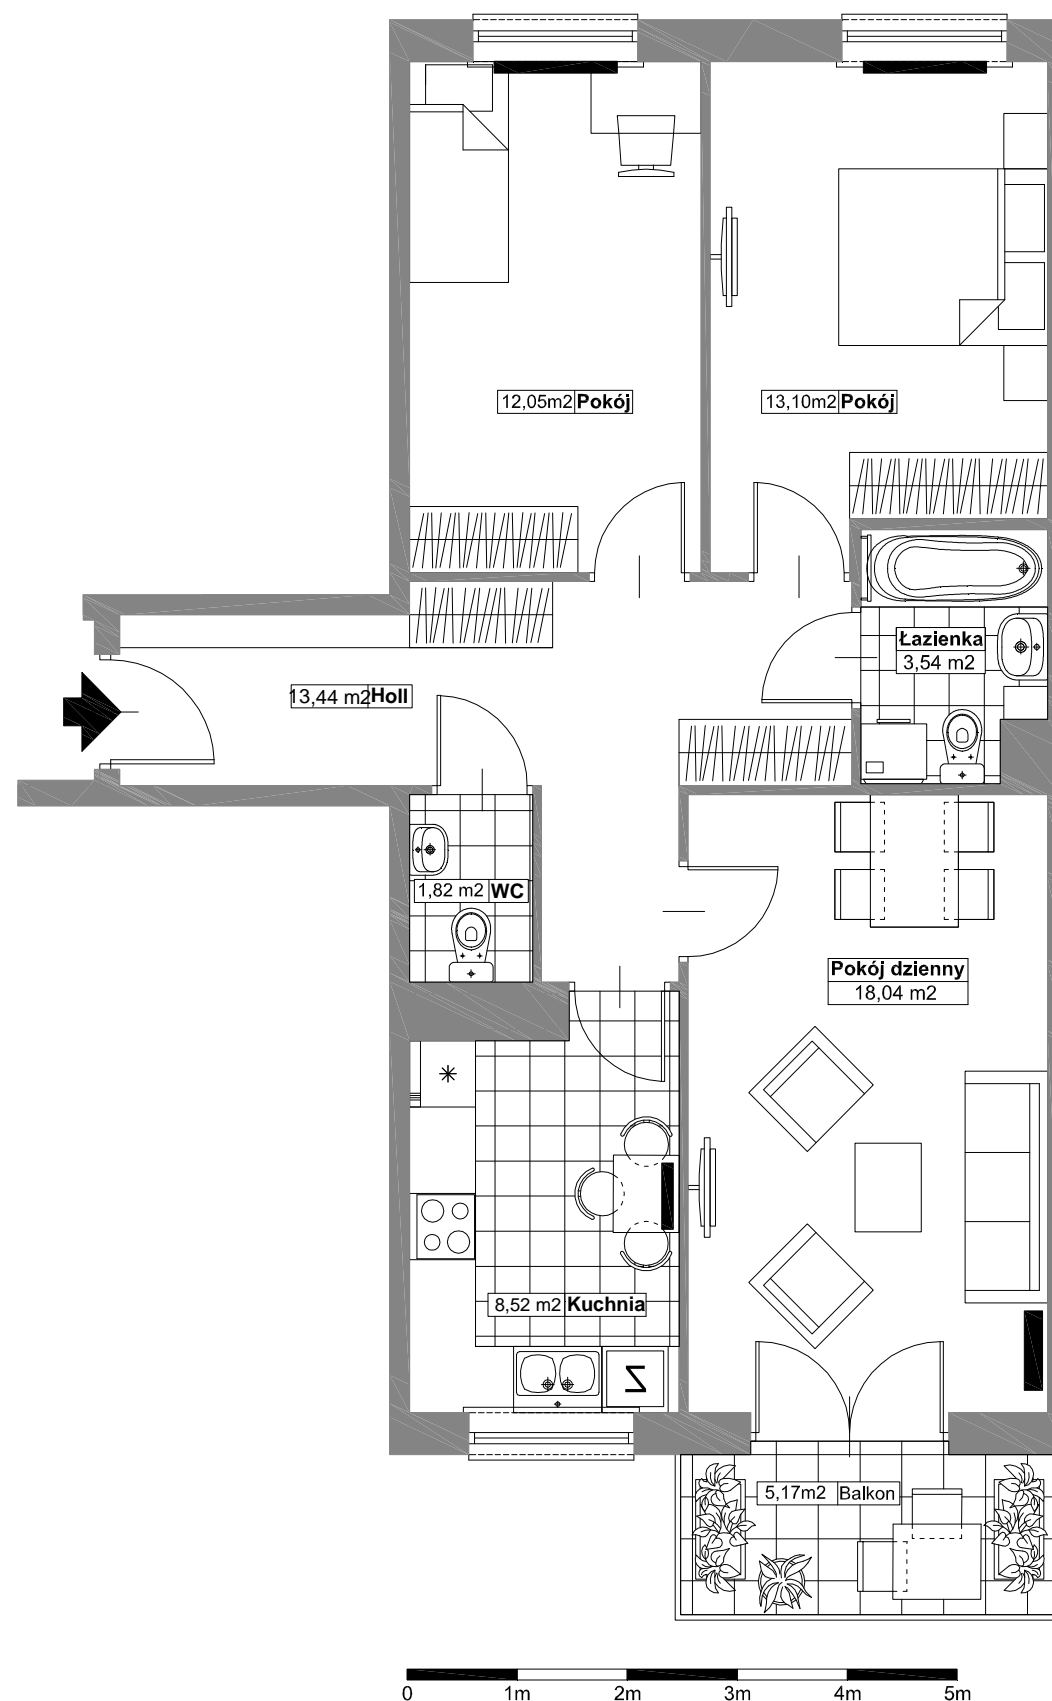 12,05m2 Pokój
13,10m2 Pokój
Łazienka
3,54 m2
13,44 m2 Holl
1,82 m2 WC
Pokój dzienny
18,04 m2
8,52 m2 Kuchnia
Z
5,17m2 Balkon
0 1m 2m 3m 4m 5m